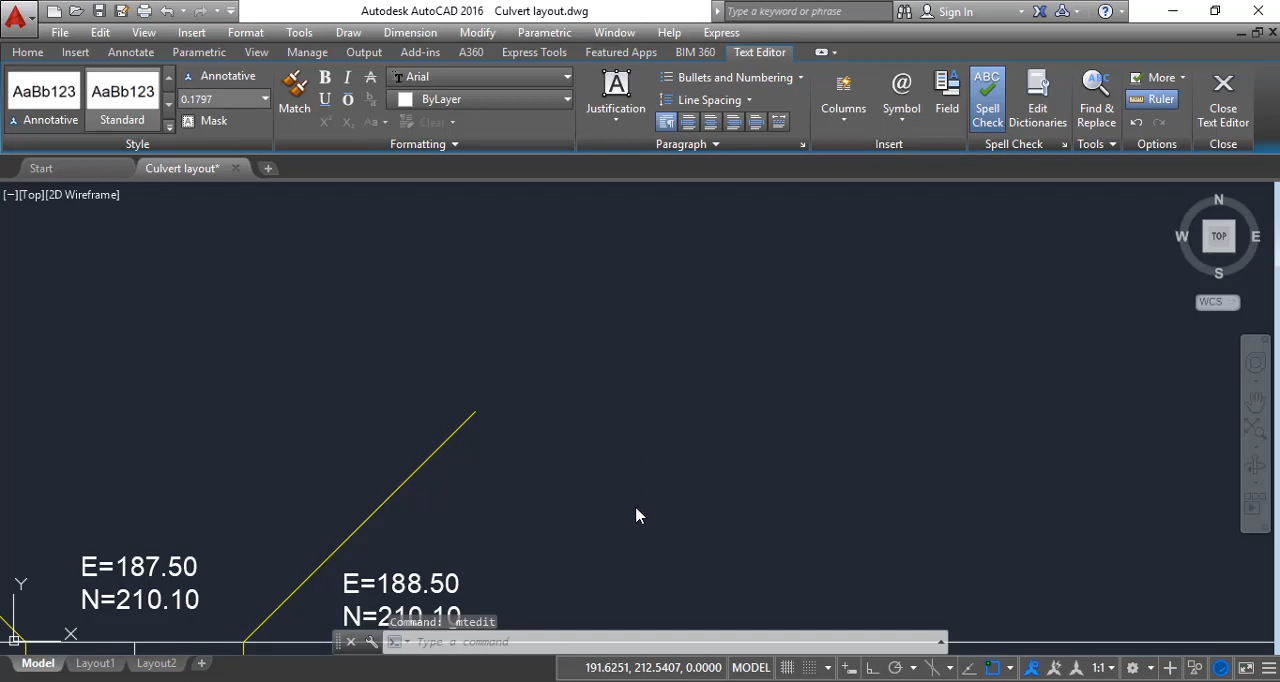 Autodesk AutoCAD 2016 Culvert layout.dwg
Type a keyword or phrase
Sign In
File Edit View Insert Format Tools Draw Dimension Modify Parametric Window Help Express
Home Insert Annotate Parametric View Manage Output Add-ins A360 Express Tools Featured Apps BIM 360 Performance Text Editor
AaBb123 AaBb123
Annotative Standard
Annotative
0.1797
Mask
Style
Match
B I A
U O b/a
Arial
ByLayer
Aa Clear
Formatting
Justification
Bullets and Numbering
Line Spacing
Paragraph
Columns
Symbol
Field
Insert
ABC
Spell Check
Edit Dictionaries
Spell Check
Find & Replace
Tools
More
Ruler
Options
Close Text Editor
Close
Start Culvert layout*
[−][Top][2D Wireframe]
N
W TOP E
S
WCS
E=187.50
N=210.10
E=188.50
N=210.10
Y
X
Command: _mtedit
Type a command
Model Layout1 Layout2
191.6251, 212.5407, 0.0000 MODEL
1:1